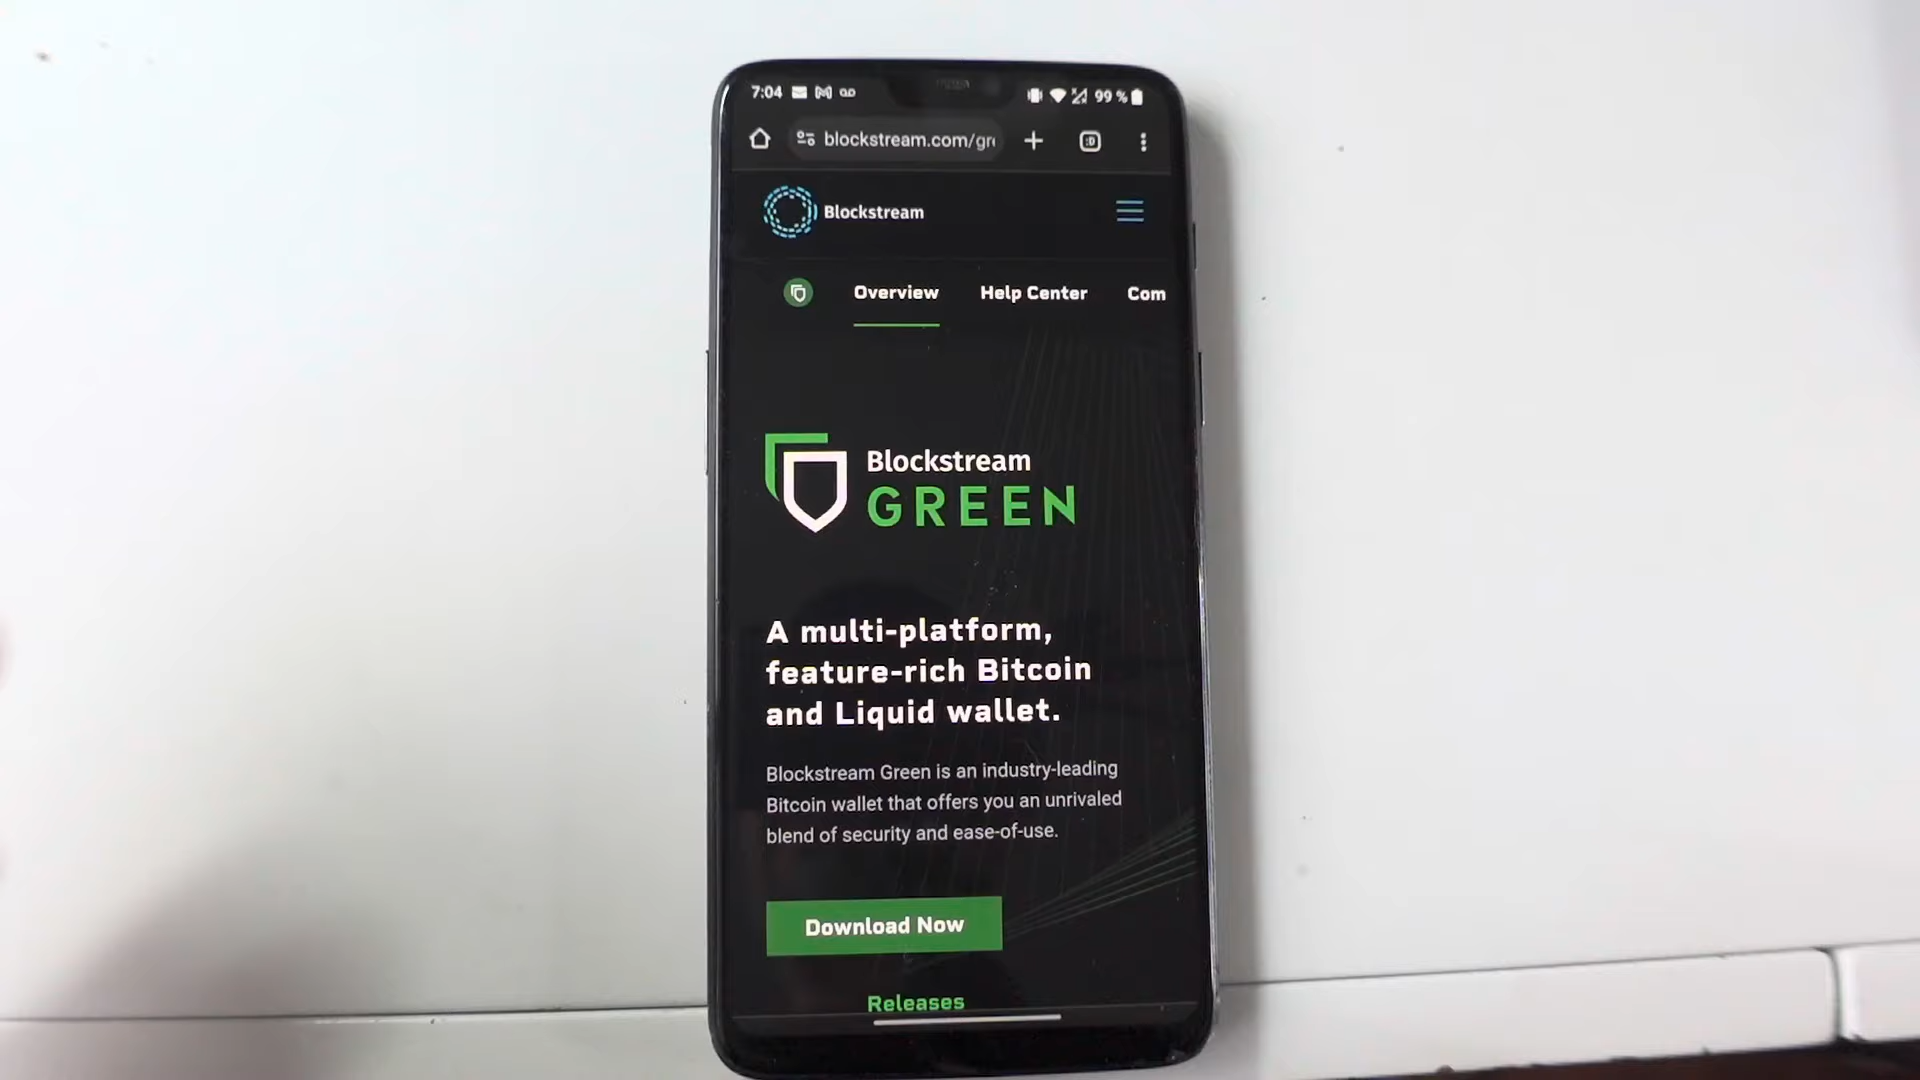 7:04
99 %
blockstream.com/gr
:D
Blockstream
Overview
Help Center
Com
Blockstream
GREEN
A multi-platform,
feature-rich Bitcoin
and Liquid wallet.
Blockstream Green is an industry-leading
Bitcoin wallet that offers you an unrivaled
blend of security and ease-of-use.
Download Now
Releases